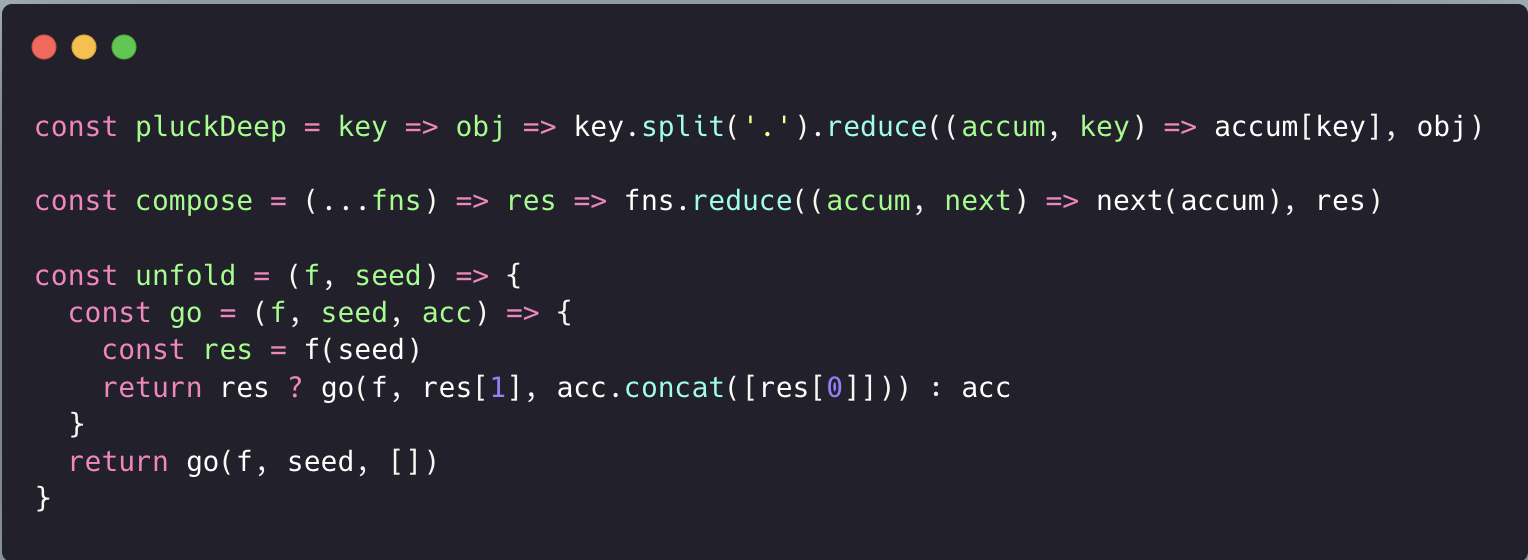 const pluckDeep = key => obj => key.split('.').reduce((accum, key) => accum[key], obj)

const compose = (...fns) => res => fns.reduce((accum, next) => next(accum), res)

const unfold = (f, seed) => {
  const go = (f, seed, acc) => {
    const res = f(seed)
    return res ? go(f, res[1], acc.concat([res[0]])) : acc
  }
  return go(f, seed, [])
}